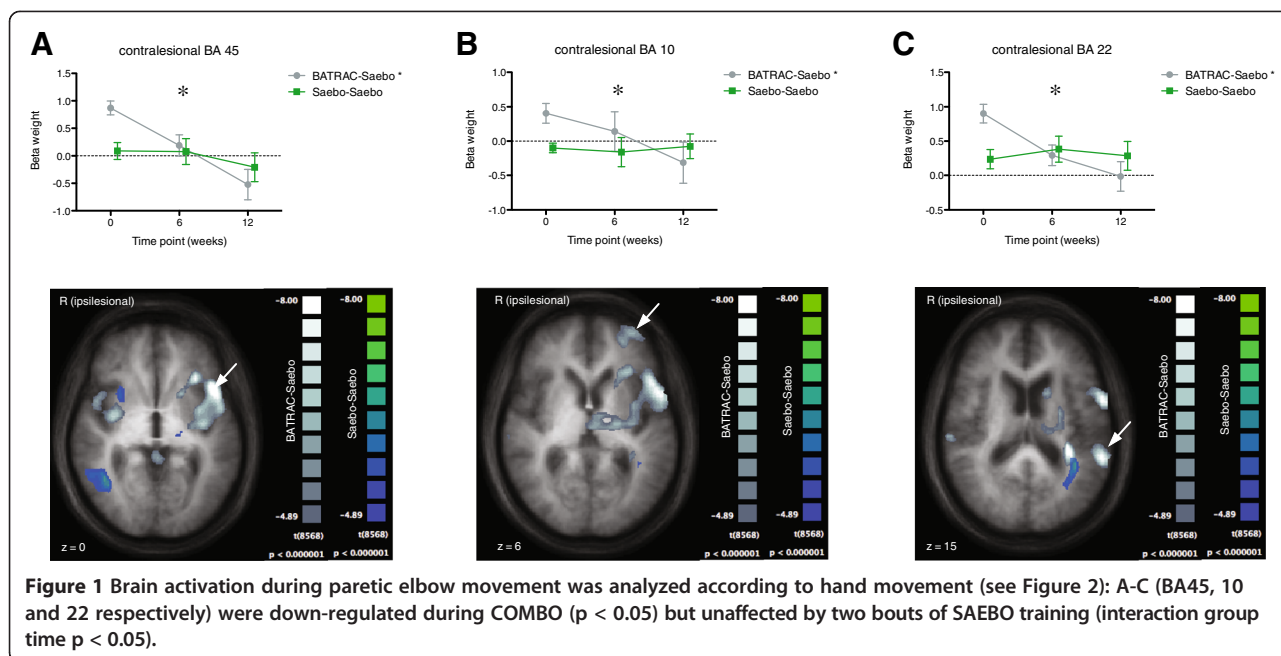 A
contralesional BA 45
BATRAC-Saebo *
Saebo-Saebo
*
Beta weight
1.5
1.0
0.5
0.0
-0.5
-1.0
0
6
12
Time point (weeks)
B
contralesional BA 10
BATRAC-Saebo *
Saebo-Saebo
*
Beta weight
1.0
0.5
0.0
-0.5
-1.0
0
6
12
Time point (weeks)
C
contralesional BA 22
BATRAC-Saebo *
Saebo-Saebo
*
Beta weight
1.5
1.0
0.5
0.0
-0.5
0
6
12
Time point (weeks)
R (ipsilesional)
-8.00
-8.00
BATRAC-Saebo
Saebo-Saebo
-4.89
-4.89
t(8568)
t(8568)
z = 0
p < 0.000001
p < 0.000001
R (ipsilesional)
-8.00
-8.00
BATRAC-Saebo
Saebo-Saebo
-4.89
-4.89
t(8568)
t(8568)
z = 6
p < 0.000001
p < 0.000001
R (ipsilesional)
-8.00
-8.00
BATRAC-Saebo
Saebo-Saebo
-4.89
-4.89
t(8568)
t(8568)
z = 15
p < 0.000001
p < 0.000001
Figure 1 Brain activation during paretic elbow movement was analyzed according to hand movement (see Figure 2): A-C (BA45, 10
and 22 respectively) were down-regulated during COMBO (p < 0.05) but unaffected by two bouts of SAEBO training (interaction group
time p < 0.05).